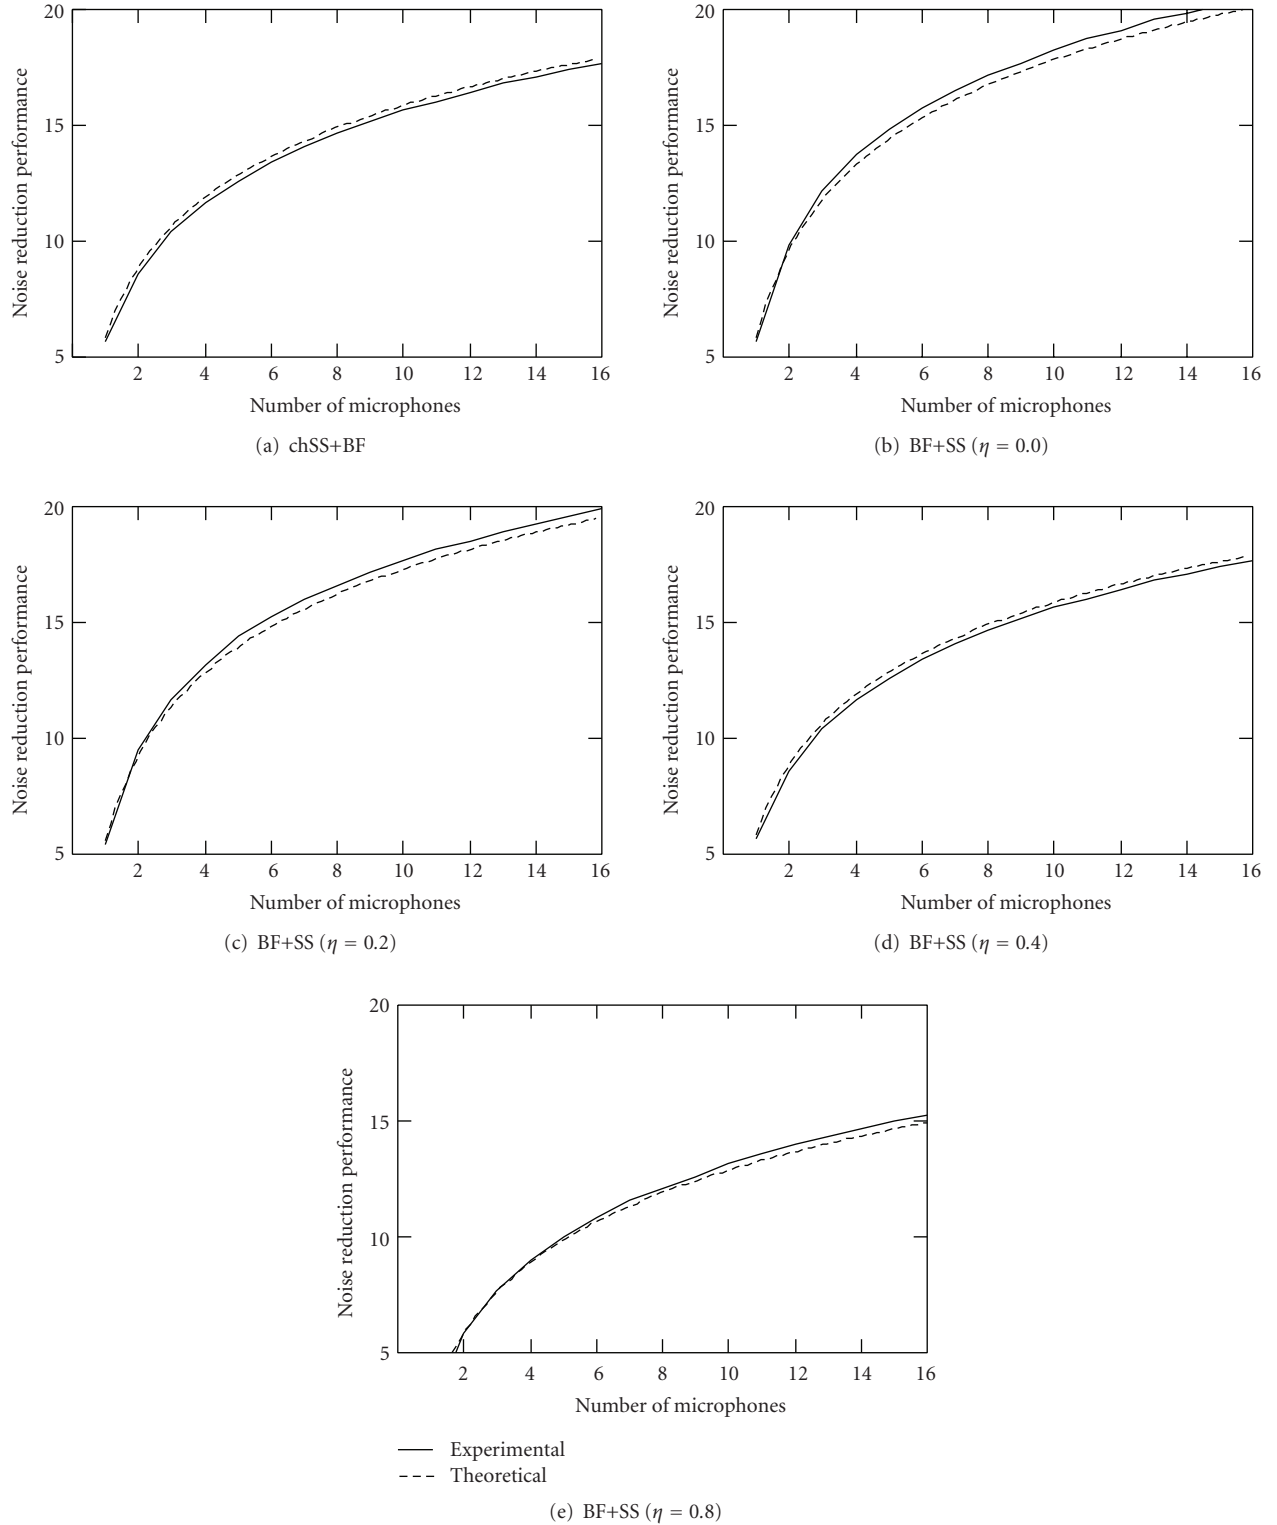 20
15
10
5
Noise reduction performance
2 4 6 8 10 12 14 16
Number of microphones
(a) chSS+BF
20
15
10
5
Noise reduction performance
2 4 6 8 10 12 14 16
Number of microphones
(b) BF+SS (η = 0.0)
20
15
10
5
Noise reduction performance
2 4 6 8 10 12 14 16
Number of microphones
(c) BF+SS (η = 0.2)
20
15
10
5
Noise reduction performance
2 4 6 8 10 12 14 16
Number of microphones
(d) BF+SS (η = 0.4)
20
15
10
5
Noise reduction performance
2 4 6 8 10 12 14 16
Number of microphones
Experimental
Theoretical
(e) BF+SS (η = 0.8)